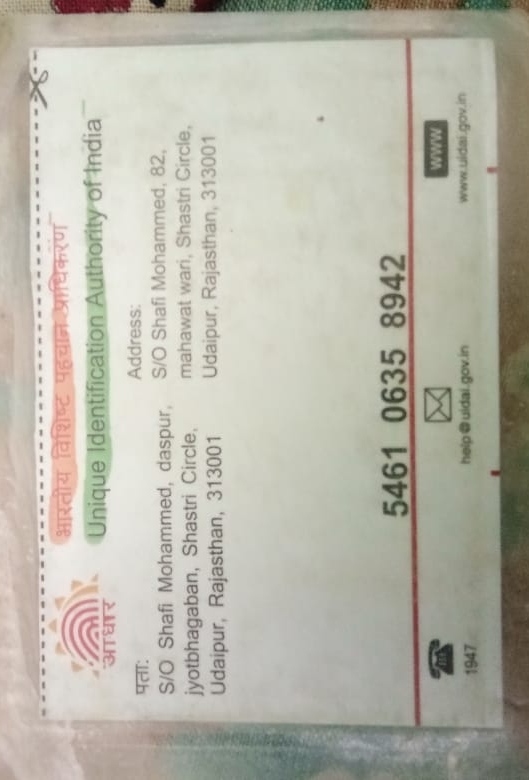 भारतीय विशिष्ट पहचान प्राधिकरण
Unique Identification Authority of India
आधार
पता:
S/O Shafi Mohammed, daspur,
jyotbhagaban, Shastri Circle,
Udaipur, Rajasthan, 313001
Address:
S/O Shafi Mohammed, 82,
mahawat wari, Shastri Circle,
Udaipur, Rajasthan, 313001
5461 0635 8942
1947
help@uidai.gov.in
www
www.uidai.gov.in